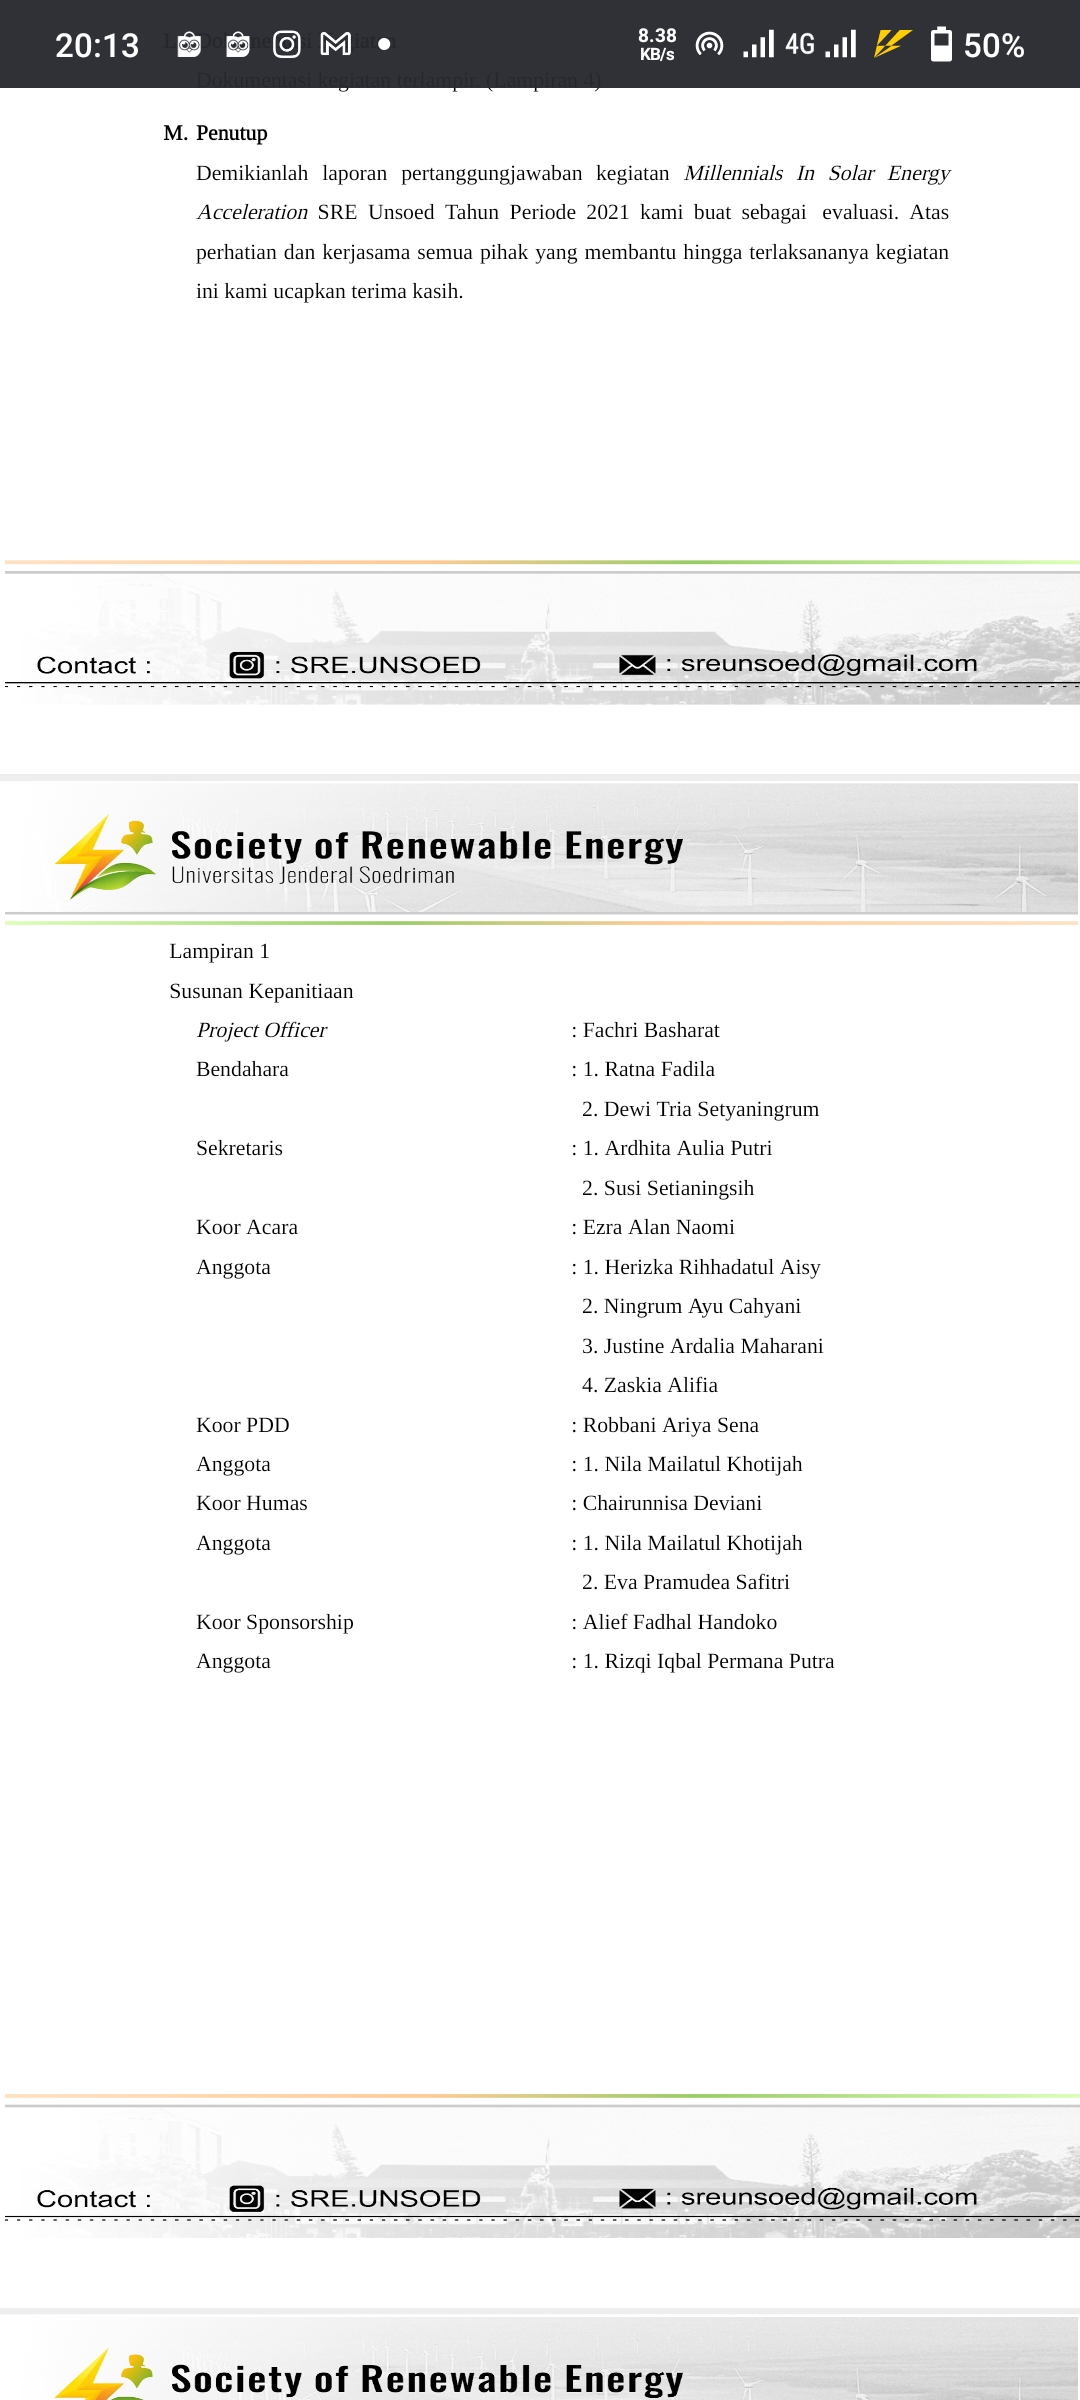 20:13 8.38 KB/s 4G 50%
Dokumentasi kegiatan terlampir (Lampiran 4)
M. Penutup
Demikianlah laporan pertanggungjawaban kegiatan Millennials In Solar Energy
Acceleration SRE Unsoed Tahun Periode 2021 kami buat sebagai evaluasi. Atas
perhatian dan kerjasama semua pihak yang membantu hingga terlaksananya kegiatan
ini kami ucapkan terima kasih.
Contact : : SRE.UNSOED : sreunsoed@gmail.com
Society of Renewable Energy
Universitas Jenderal Soedriman
Lampiran 1
Susunan Kepanitiaan
Project Officer : Fachri Basharat
Bendahara : 1. Ratna Fadila
2. Dewi Tria Setyaningrum
Sekretaris : 1. Ardhita Aulia Putri
2. Susi Setianingsih
Koor Acara : Ezra Alan Naomi
Anggota : 1. Herizka Rihhadatul Aisy
2. Ningrum Ayu Cahyani
3. Justine Ardalia Maharani
4. Zaskia Alifia
Koor PDD : Robbani Ariya Sena
Anggota : 1. Nila Mailatul Khotijah
Koor Humas : Chairunnisa Deviani
Anggota : 1. Nila Mailatul Khotijah
2. Eva Pramudea Safitri
Koor Sponsorship : Alief Fadhal Handoko
Anggota : 1. Rizqi Iqbal Permana Putra
Contact : : SRE.UNSOED : sreunsoed@gmail.com
Society of Renewable Energy